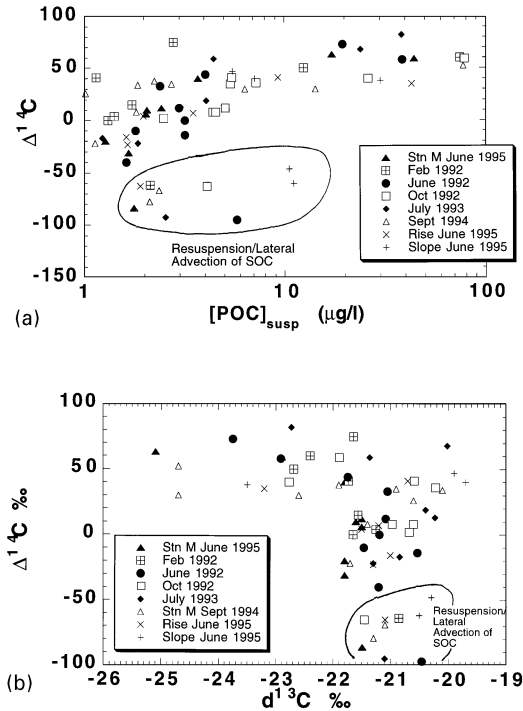 (a)
Δ14C
100
50
0
-50
-100
-150
1
10
100
[POC]susp (µg/l)
Resuspension/Lateral
Advection of SOC
Stn M June 1995
Feb 1992
June 1992
Oct 1992
July 1993
Sept 1994
Rise June 1995
Slope June 1995
(b)
Δ14C ‰
100
50
0
-50
-100
-26
-25
-24
-23
-22
-21
-20
-19
d13C ‰
Stn M June 1995
Feb 1992
June 1992
Oct 1992
July 1993
Stn M Sept 1994
Rise June 1995
Slope June 1995
Resuspension/
Lateral
Advection of
SOC